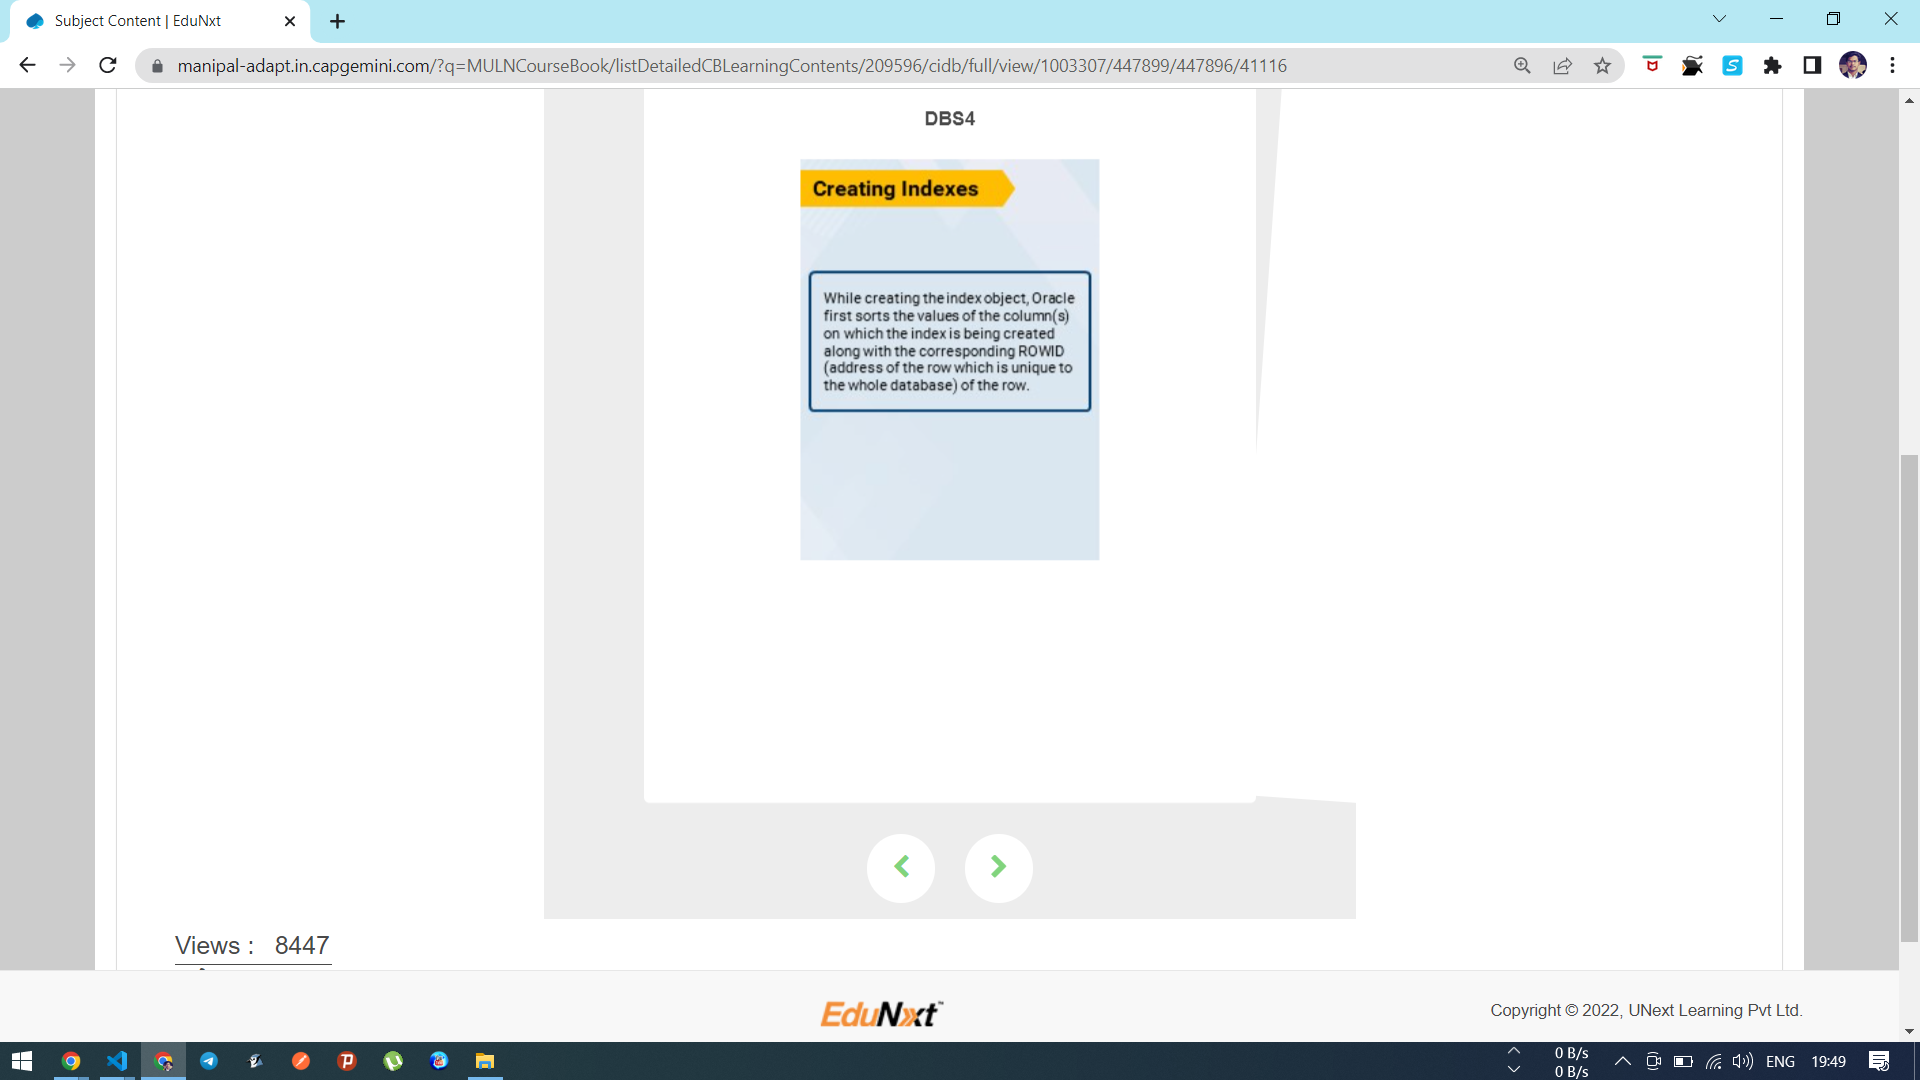 Subject Content | EduNxt
manipal-adapt.in.capgemini.com/?q=MULNCourseBook/listDetailedCBLearningContents/209596/cidb/full/view/1003307/447899/447896/41116
DBS4
Creating Indexes
While creating the index object, Oracle
first sorts the values of the column(s)
on which the index is being created
along with the corresponding ROWID
(address of the row which is unique to
the whole database) of the row.
Views : 8447
EduNxt
Copyright © 2022, UNext Learning Pvt Ltd.
0 B/s
0 B/s
ENG
19:49